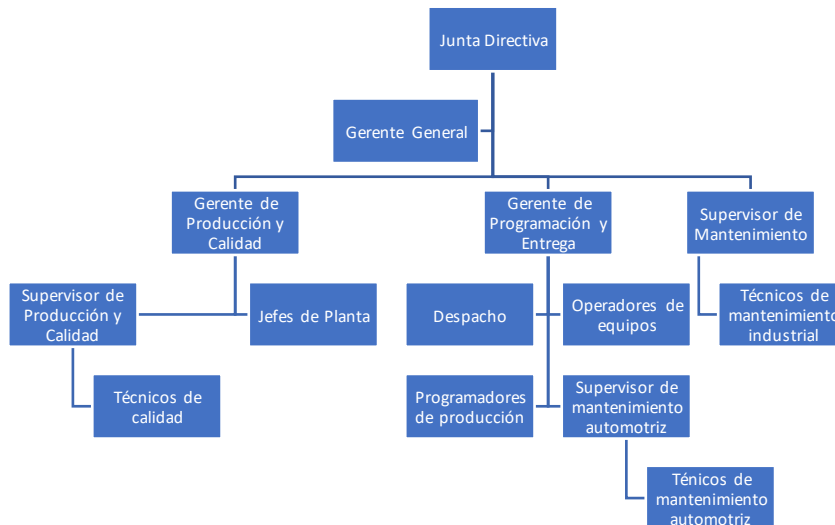 Junta Directiva
Gerente General
Gerente de
Producción y
Calidad
Gerente de
Programación y
Entrega
Supervisor de
Mantenimiento
Supervisor de
Producción y
Calidad
Jefes de Planta
Despacho
Operadores de
equipos
Técnicos de
mantenimiento
industrial
Técnicos de
calidad
Programadores
de producción
Supervisor de
mantenimiento
automotriz
Ténicos de
mantenimiento
automotriz